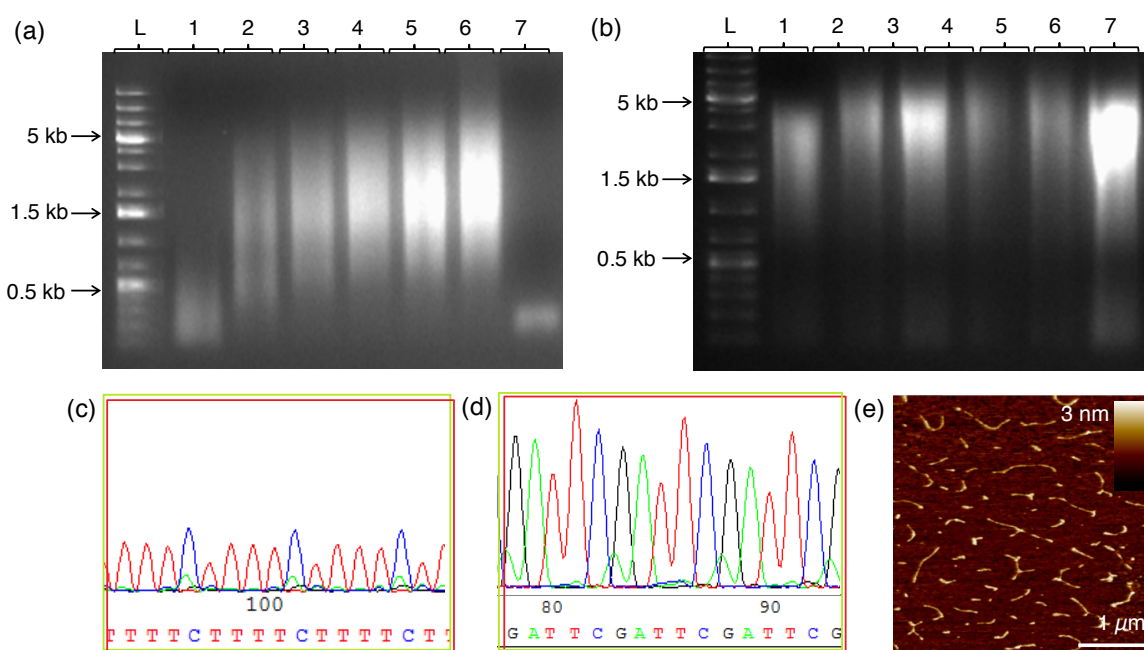 (a)
L 1 2 3 4 5 6 7
5 kb
1.5 kb
0.5 kb
(b)
L 1 2 3 4 5 6 7
5 kb
1.5 kb
0.5 kb
(c)
100
T T T T C T T T T C T T T T C T T
(d)
80 90
G A T T C G A T T C G A T T C G
(e)
3 nm
1 μm